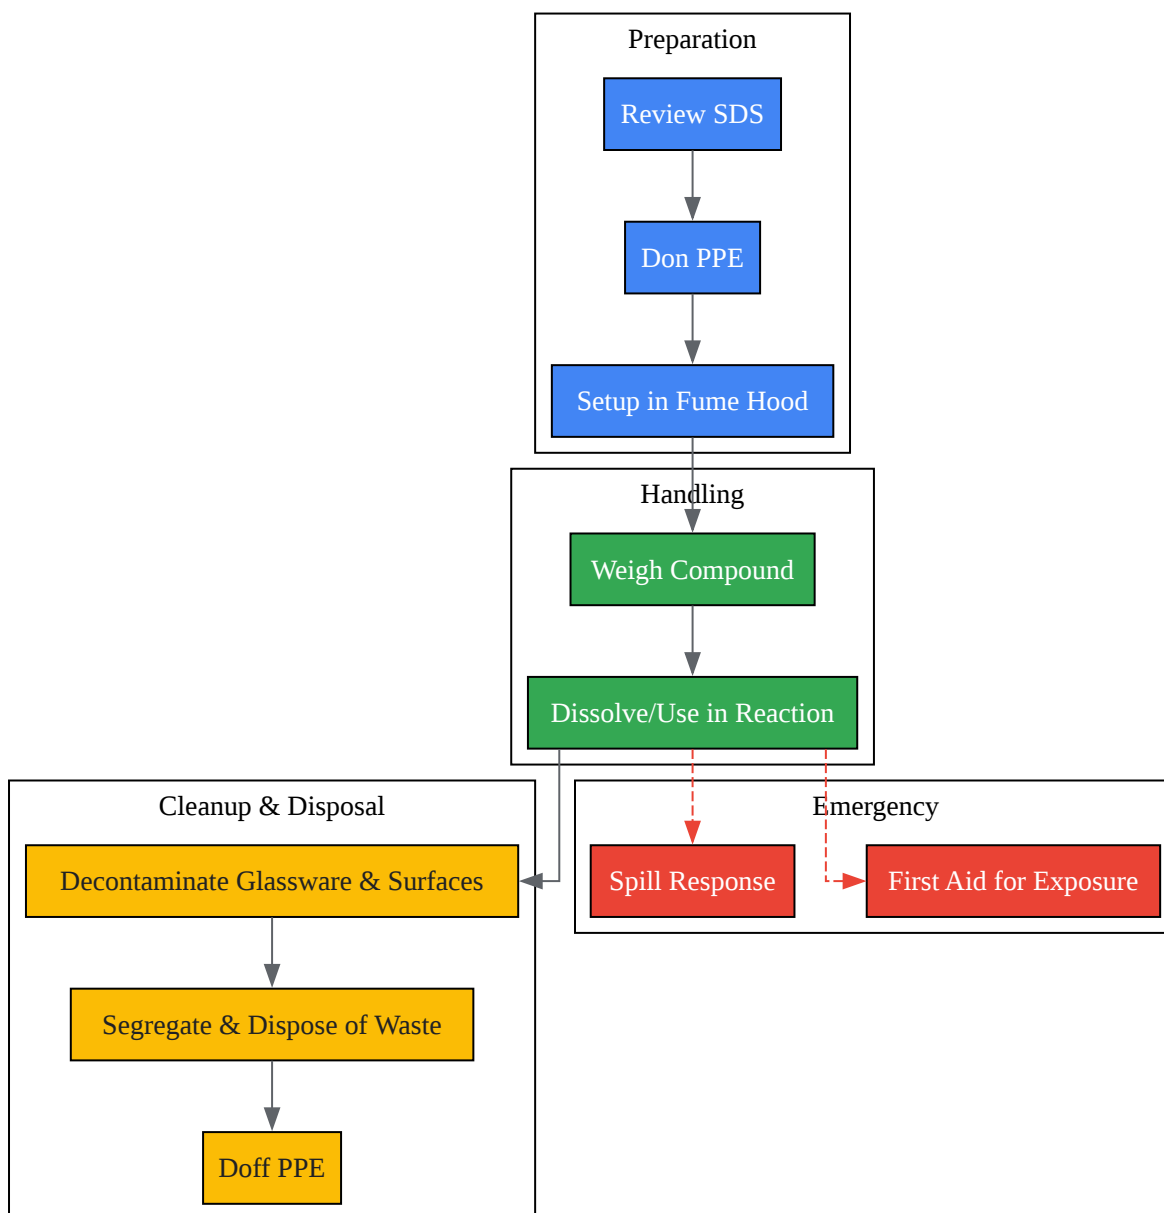 Preparation
Review SDS
Don PPE
Setup in Fume Hood
Handling
Weigh Compound
Dissolve/Use in Reaction
Cleanup & Disposal
Decontaminate Glassware & Surfaces
Segregate & Dispose of Waste
Doff PPE
Emergency
Spill Response
First Aid for Exposure